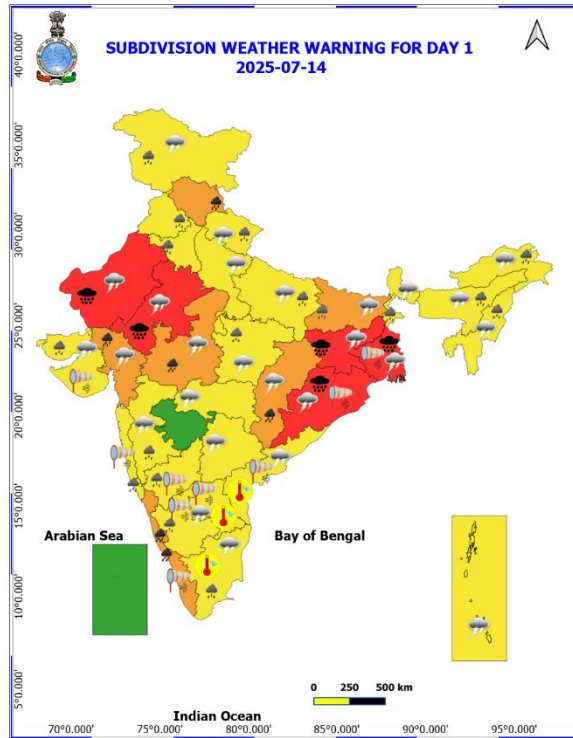 SUBDIVISION WEATHER WARNING FOR DAY 1
2025-07-14
40°0.000'
35°0.000'
30°0.000'
25°0.000'
20°0.000'
15°0.000'
10°0.000'
5°0.000'
Arabian Sea
Bay of Bengal
0 250 500 km
Indian Ocean
70°0.000' 75°0.000' 80°0.000' 85°0.000' 90°0.000' 95°0.000'